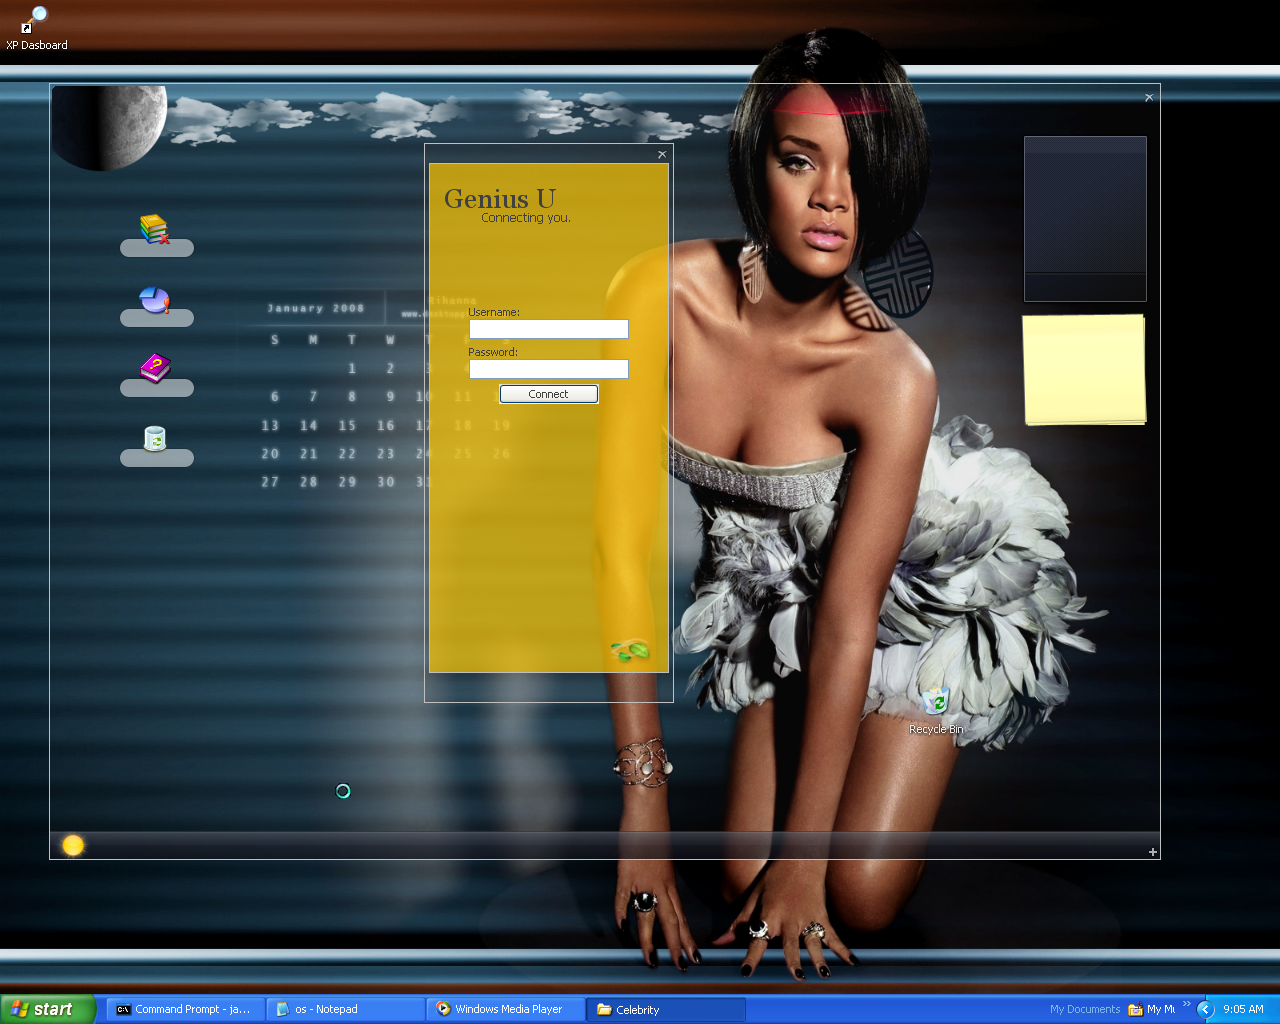 XP Dasboard
Genius U
Connecting you.
January 2008
Rihanna
Username:
Password:
Connect
S M T W T
1 2 3
6 7 8 9 10 11
13 14 15 16 17 18 19
20 21 22 23 24 25 26
27 28 29 30 31
Recycle Bin
start
Command Prompt - ja...
os - Notepad
Windows Media Player
Celebrity
My Documents
My Mu
9:05 AM